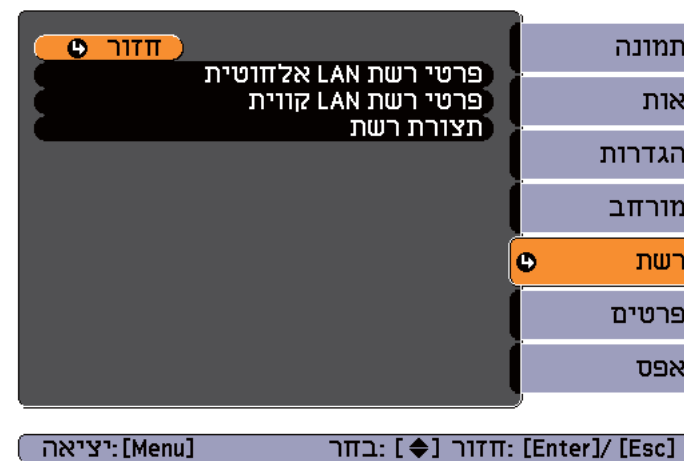 חזור
פרטי רשת LAN אלחוטית
פרטי רשת LAN קווית
תצורת רשת
תמונה
אות
הגדרות
מורחב
רשת
פרטים
אפס
[Esc] /[Enter] :חזור [♦] :בחר [Menu]:יציאה